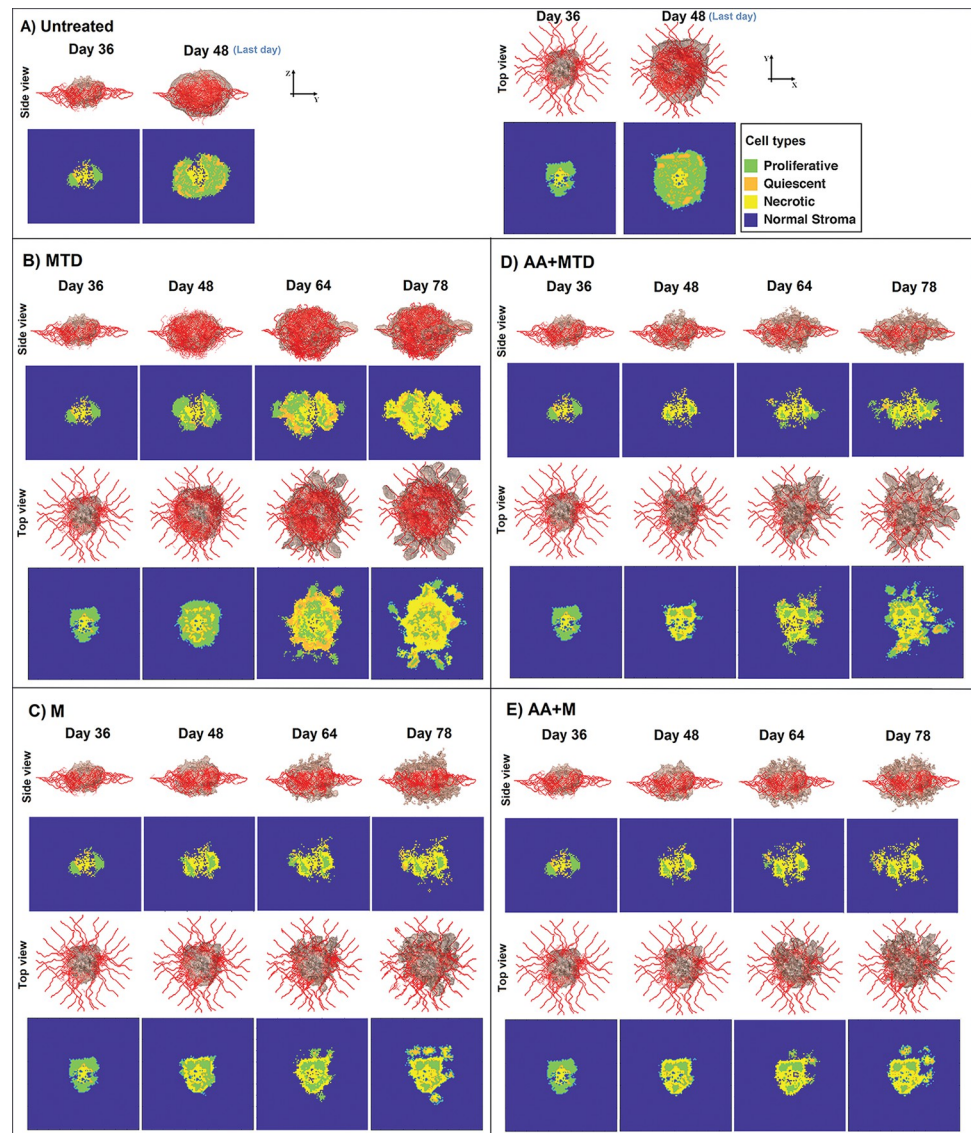 A) Untreated
Day 36
Day 48 (Last day)
Side view
Z
Y
Day 36
Day 48 (Last day)
Top view
Y
X
Cell types
Proliferative
Quiescent
Necrotic
Normal Stroma
B) MTD
Day 36 Day 48 Day 64 Day 78
Side view
Top view
D) AA+MTD
Day 36 Day 48 Day 64 Day 78
Side view
Top view
C) M
Day 36 Day 48 Day 64 Day 78
Side view
Top view
E) AA+M
Day 36 Day 48 Day 64 Day 78
Side view
Top view